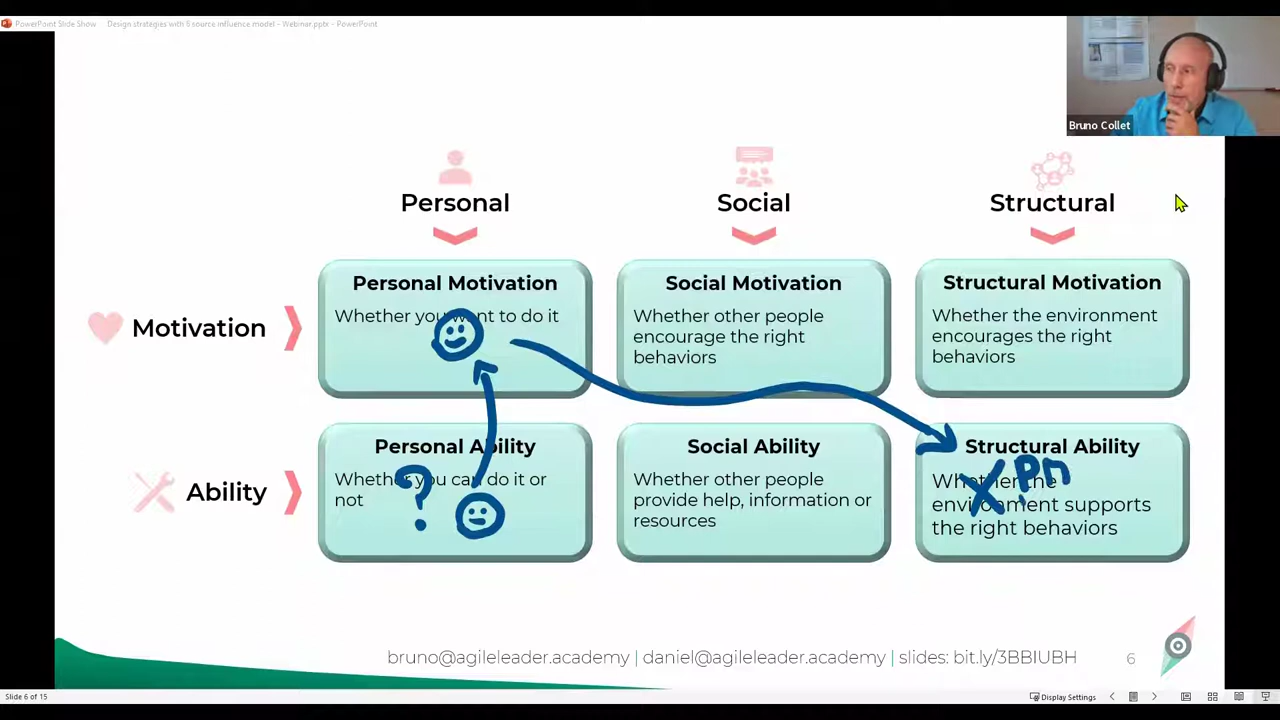 PowerPoint Slide Show
Design strategies with 6 source influence model - Webinar.pptx - PowerPoint
Bruno Collet
Personal
Social
Structural
Motivation
Personal Motivation
Whether you want to do it
Social Motivation
Whether other people
encourage the right
behaviors
Structural Motivation
Whether the environment
encourages the right
behaviors
Ability
Personal Ability
Whether you can do it or
not
?
Social Ability
Whether other people
provide help, information or
resources
Structural Ability
Whether the
environment supports
the right behaviors
bruno@agileleader.academy | daniel@agileleader.academy | slides: bit.ly/3BBIUBH
6
Slide 6 of 15
Display Settings